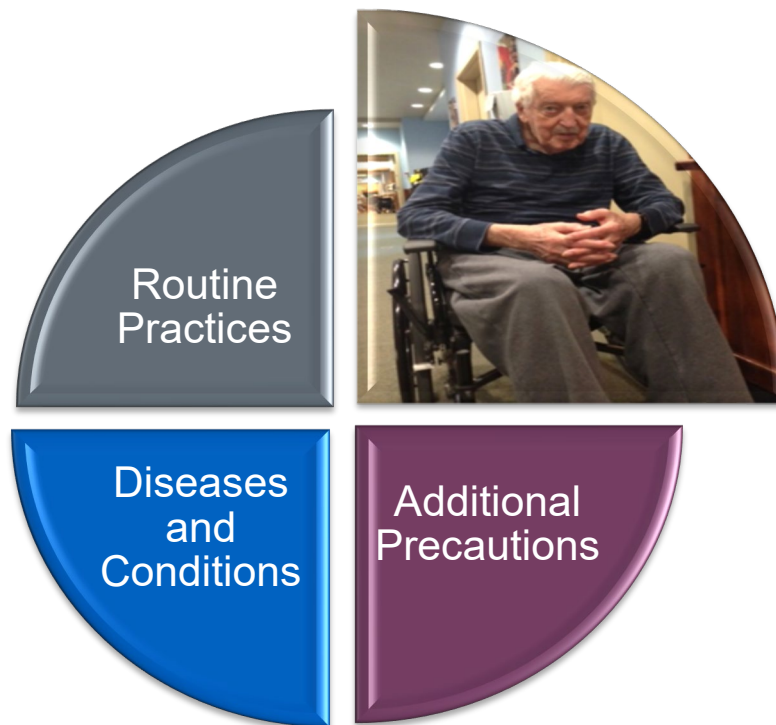 Routine
Practices
Diseases
and
Conditions
Additional
Precautions